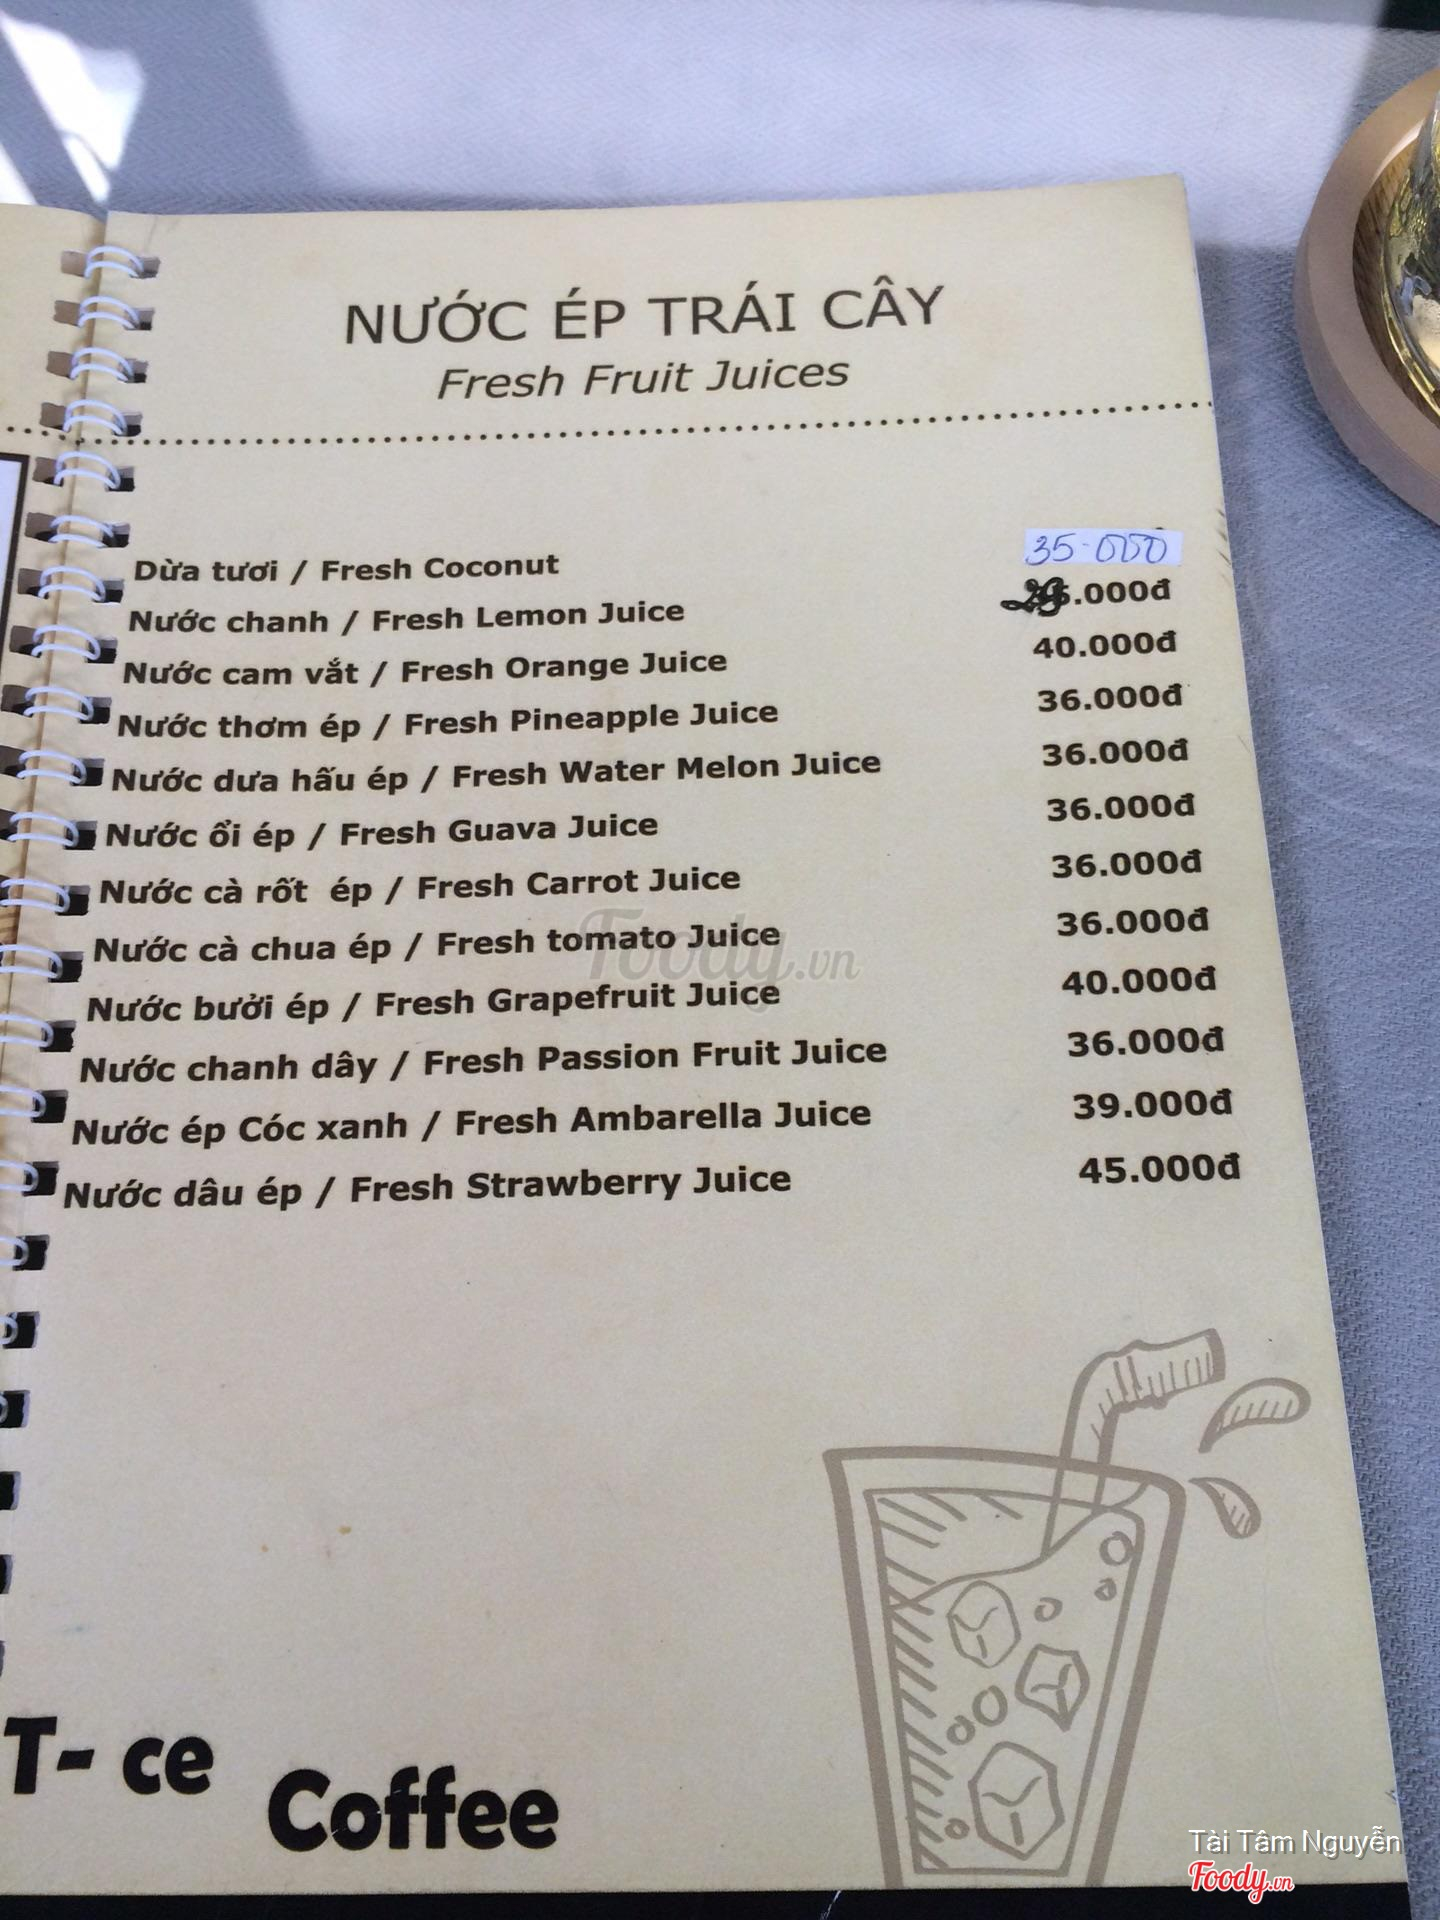 NƯỚC ÉP TRÁI CÂY
Fresh Fruit Juices
Dừa tươi / Fresh Coconut 35.000
Nước chanh / Fresh Lemon Juice .000đ
Nước cam vắt / Fresh Orange Juice 40.000đ
Nước thơm ép / Fresh Pineapple Juice 36.000đ
Nước dưa hấu ép / Fresh Water Melon Juice 36.000đ
Nước ổi ép / Fresh Guava Juice 36.000đ
Nước cà rốt ép / Fresh Carrot Juice 36.000đ
Nước cà chua ép / Fresh tomato Juice 36.000đ
Nước bưởi ép / Fresh Grapefruit Juice 40.000đ
Nước chanh dây / Fresh Passion Fruit Juice 36.000đ
Nước ép Cóc xanh / Fresh Ambarella Juice 39.000đ
Nước dâu ép / Fresh Strawberry Juice 45.000đ
Foody.vn
T- ce
Coffee
Tài Tâm Nguyễn
Foody.vn